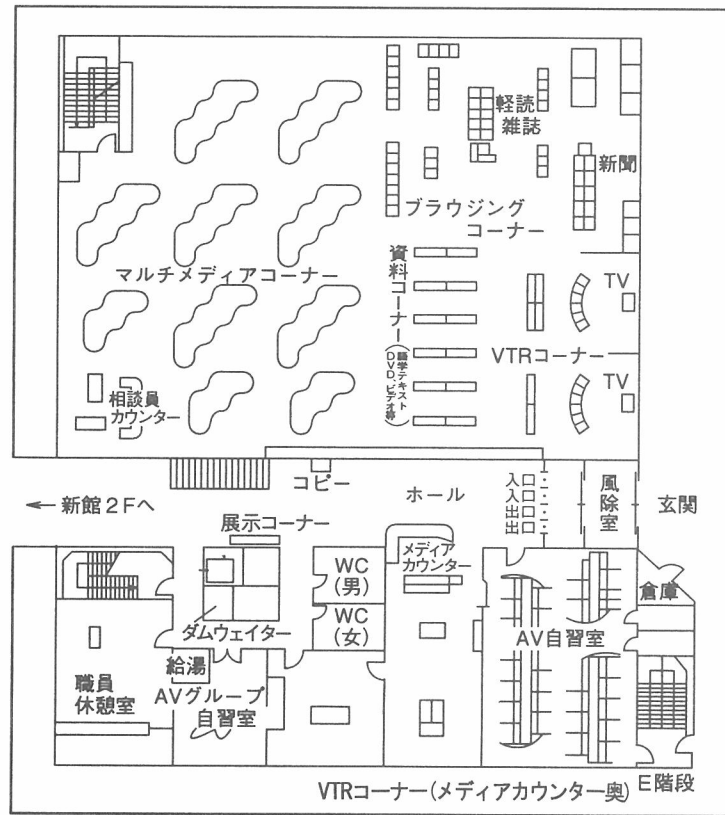 軽読
雑誌
新聞
ブラウジング
コーナー
資料コーナー
(語学テキスト
DVD、ビデオ等)
マルチメディアコーナー
TV
VTRコーナー
TV
相談員
カウンター
コピー
ホール
入口
入口
出口
出口
風除室
玄関
← 新館2Fへ
展示コーナー
メディア
カウンター
WC
(男)
WC
(女)
倉庫
AV自習室
ダムウェイター
給湯
AVグループ
自習室
職員
休憩室
E階段
VTRコーナー(メディアカウンター奥)